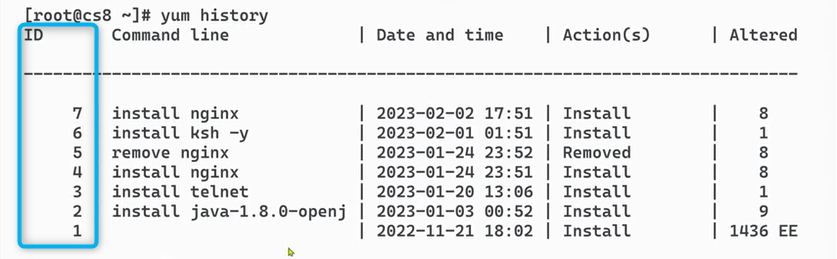 [root@cs8 ~]# yum history
ID Command line | Date and time | Action(s) | Altered
--------------------------------------------------------------------------------
7 install nginx | 2023-02-02 17:51 | Install | 8
6 install ksh -y | 2023-02-01 01:51 | Install | 1
5 remove nginx | 2023-01-24 23:52 | Removed | 8
4 install nginx | 2023-01-24 23:51 | Install | 8
3 install telnet | 2023-01-20 13:06 | Install | 1
2 install java-1.8.0-openj | 2023-01-03 00:52 | Install | 9
1 | 2022-11-21 18:02 | Install | 1436 EE